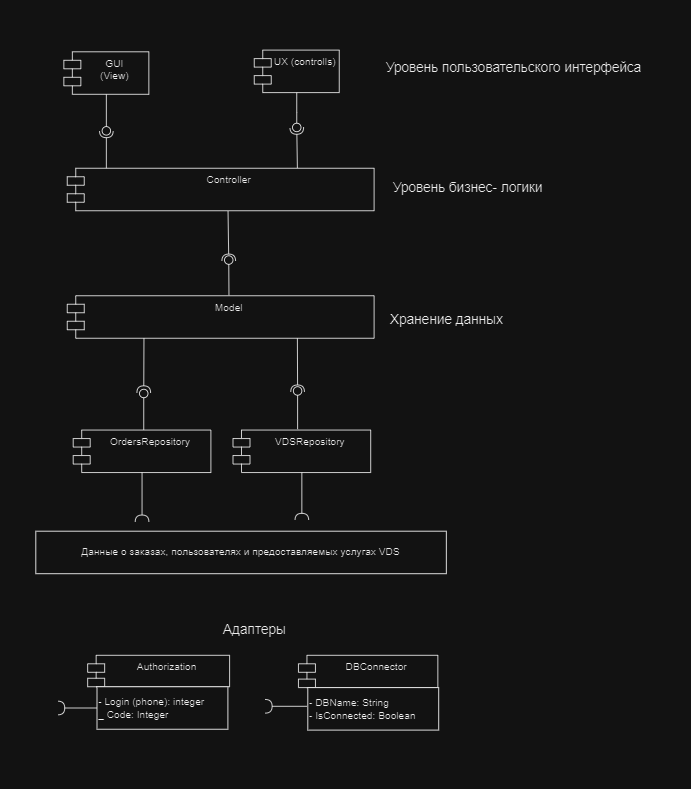 GUI
(View)
UX (controlls)
Уровень пользовательского интерфейса
Controller
Уровень бизнес- логики
Model
Хранение данных
OrdersRepository
VDSRepository
Данные о заказах, пользователях и предоставляемых услугах VDS
Адаптеры
Authorization
- Login (phone): integer
_ Code: Integer
DBConnector
- DBName: String
- IsConnected: Boolean